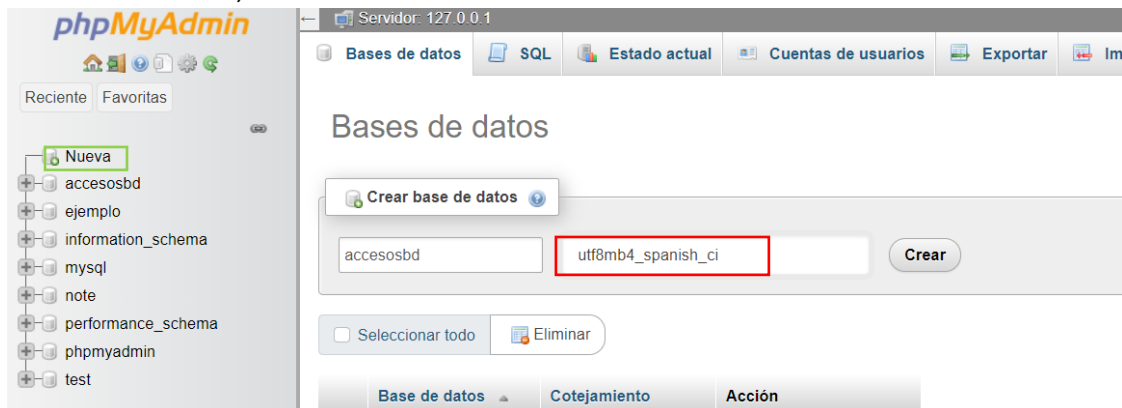 phpMyAdmin
Reciente Favoritas
Nueva
accesosbd
ejemplo
information_schema
mysql
note
performance_schema
phpmyadmin
test
Servidor: 127.0.0.1
Bases de datos SQL Estado actual Cuentas de usuarios Exportar Im
Bases de datos
Crear base de datos
accesosbd utf8mb4_spanish_ci Crear
Seleccionar todo Eliminar
Base de datos Cotejamiento Acción